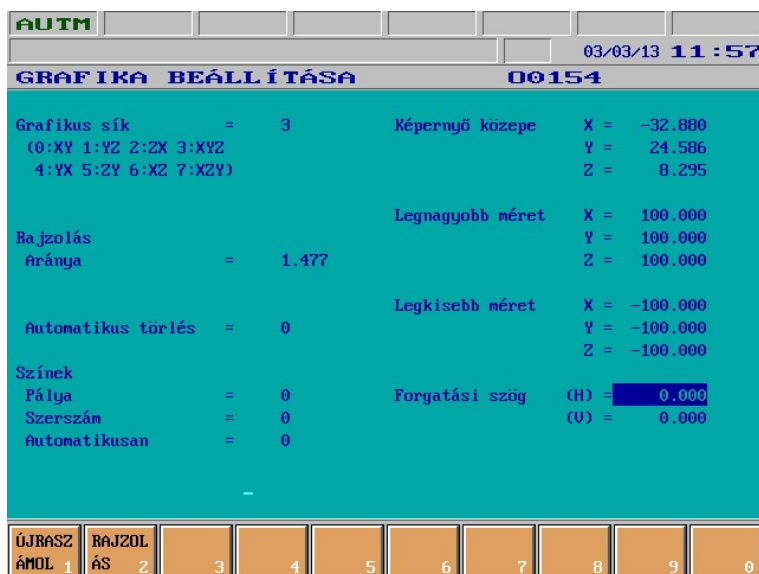 AUTM
03/03/13 11:57
GRAFIKA BEÁLLÍTÁSA O0154
Grafikus sík = 3
(0:XY 1:YZ 2:ZX 3:XYZ
4:YX 5:ZY 6:XZ 7:XZY)
Rajzolás
Aránya = 1.477
Automatikus törlés = 0
Színek
Pálya = 0
Szerszám = 0
Automatikusan = 0
Képernyő közepe X = -32.880
Y = 24.586
Z = 8.295
Legnagyobb méret X = 100.000
Y = 100.000
Z = 100.000
Legkisebb méret X = -100.000
Y = -100.000
Z = -100.000
Forgatási szög (H) = 0.000
(V) = 0.000
ÚJRASZ
ÁMOL 1
RAJZOL
ÁS 2
3
4
5
6
7
8
9
0